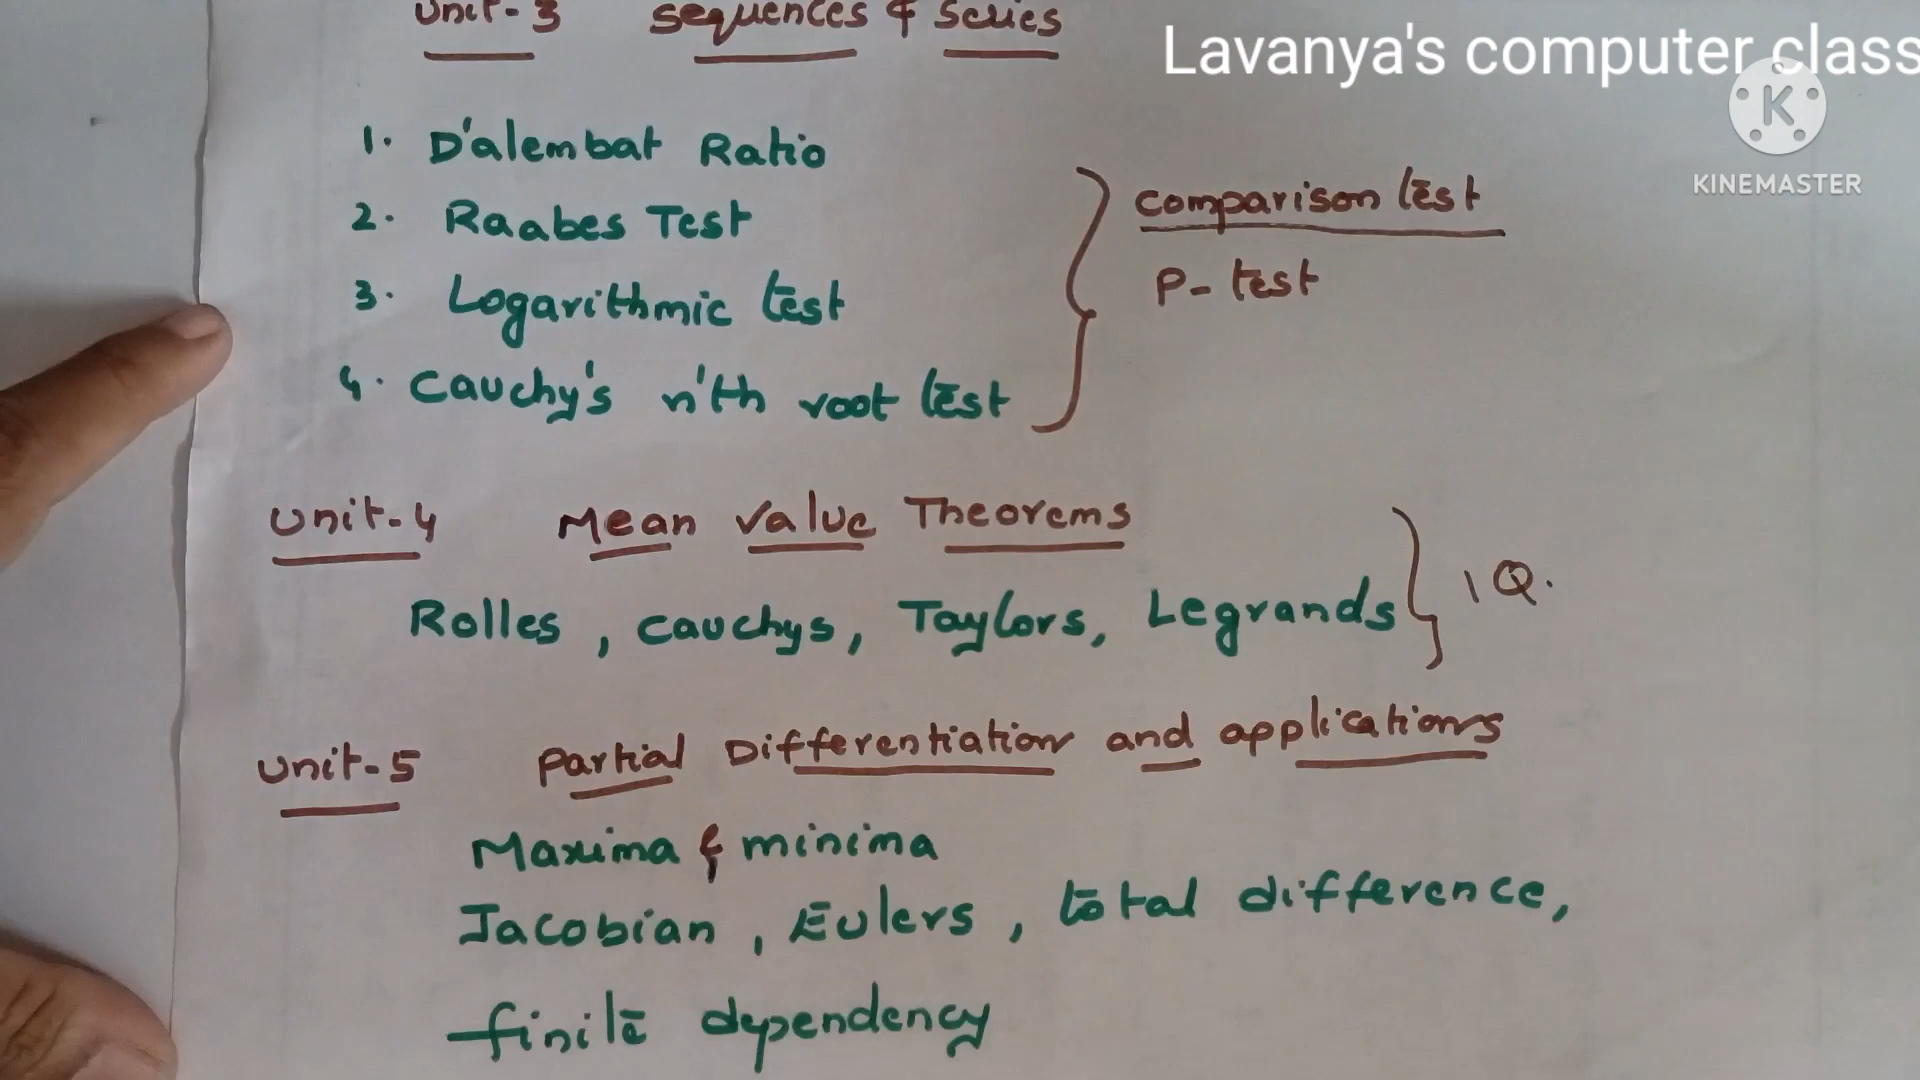 Unit-3 sequences & series
Lavanya's computer class
KINEMASTER
1. D'alembat Ratio
2. Raabes Test
3. Logarithmic test
4. Cauchy's n'th root test
comparison test
P-test
Unit-4 Mean Value Theorems
Rolles, cauchys, Taylors, Legrands
1 Q.
Unit-5 Partial Differentiation and applications
Maxima & minima
Jacobian, Eulers, total difference,
finite dependency